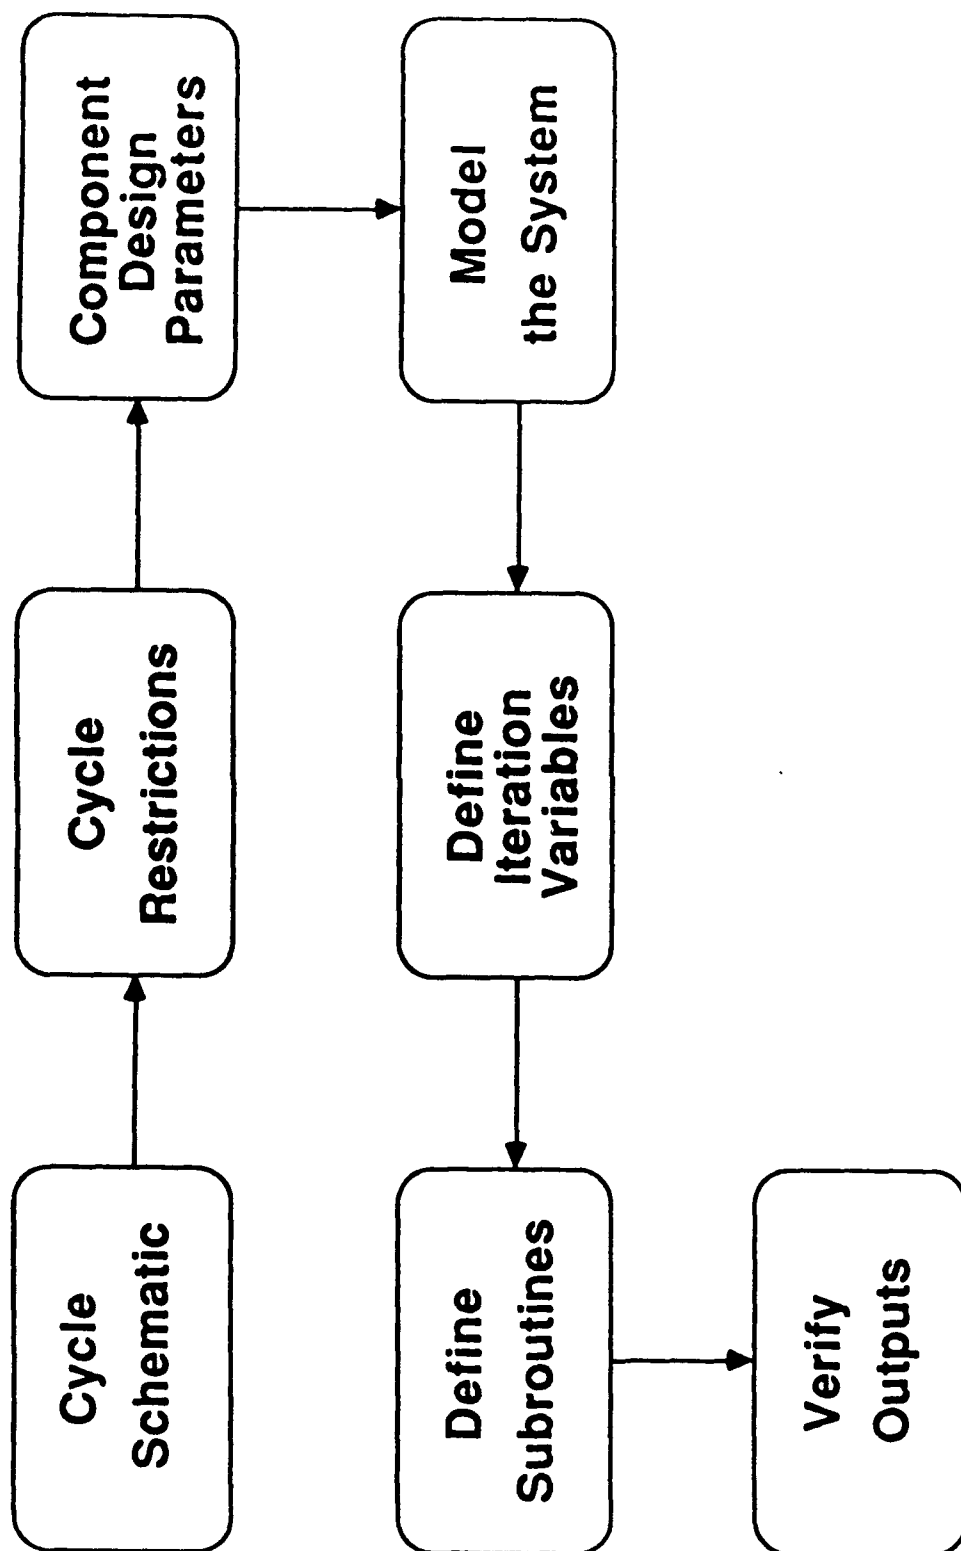 Cycle
Schematic
Cycle
Restrictions
Component
Design
Parameters
Model
the System
Define
Iteration
Variables
Define
Subroutines
Verify
Outputs